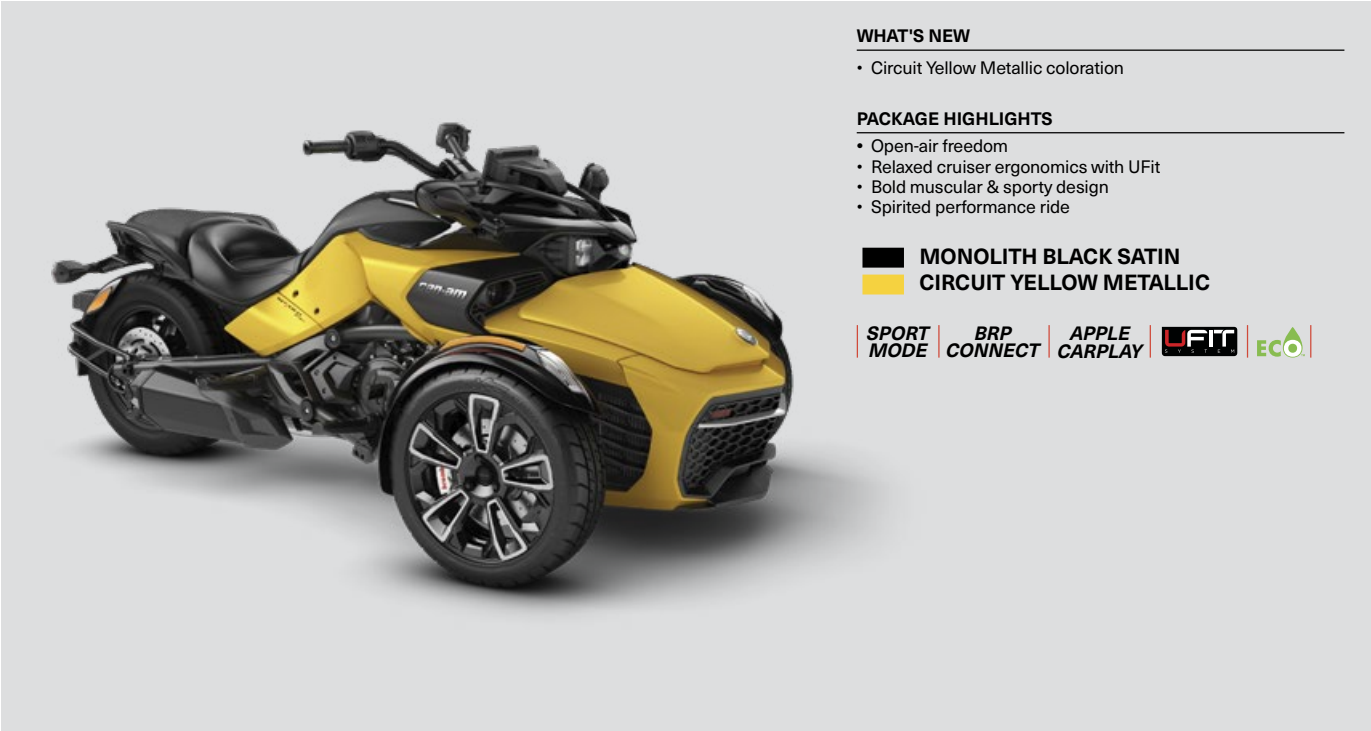 WHAT'S NEW
• Circuit Yellow Metallic coloration
PACKAGE HIGHLIGHTS
• Open-air freedom
• Relaxed cruiser ergonomics with UFit
• Bold muscular & sporty design
• Spirited performance ride
MONOLITH BLACK SATIN
CIRCUIT YELLOW METALLIC
SPORT
MODE
BRP
CONNECT
APPLE
CARPLAY
UFIT
SYSTEM
ECO
can-am